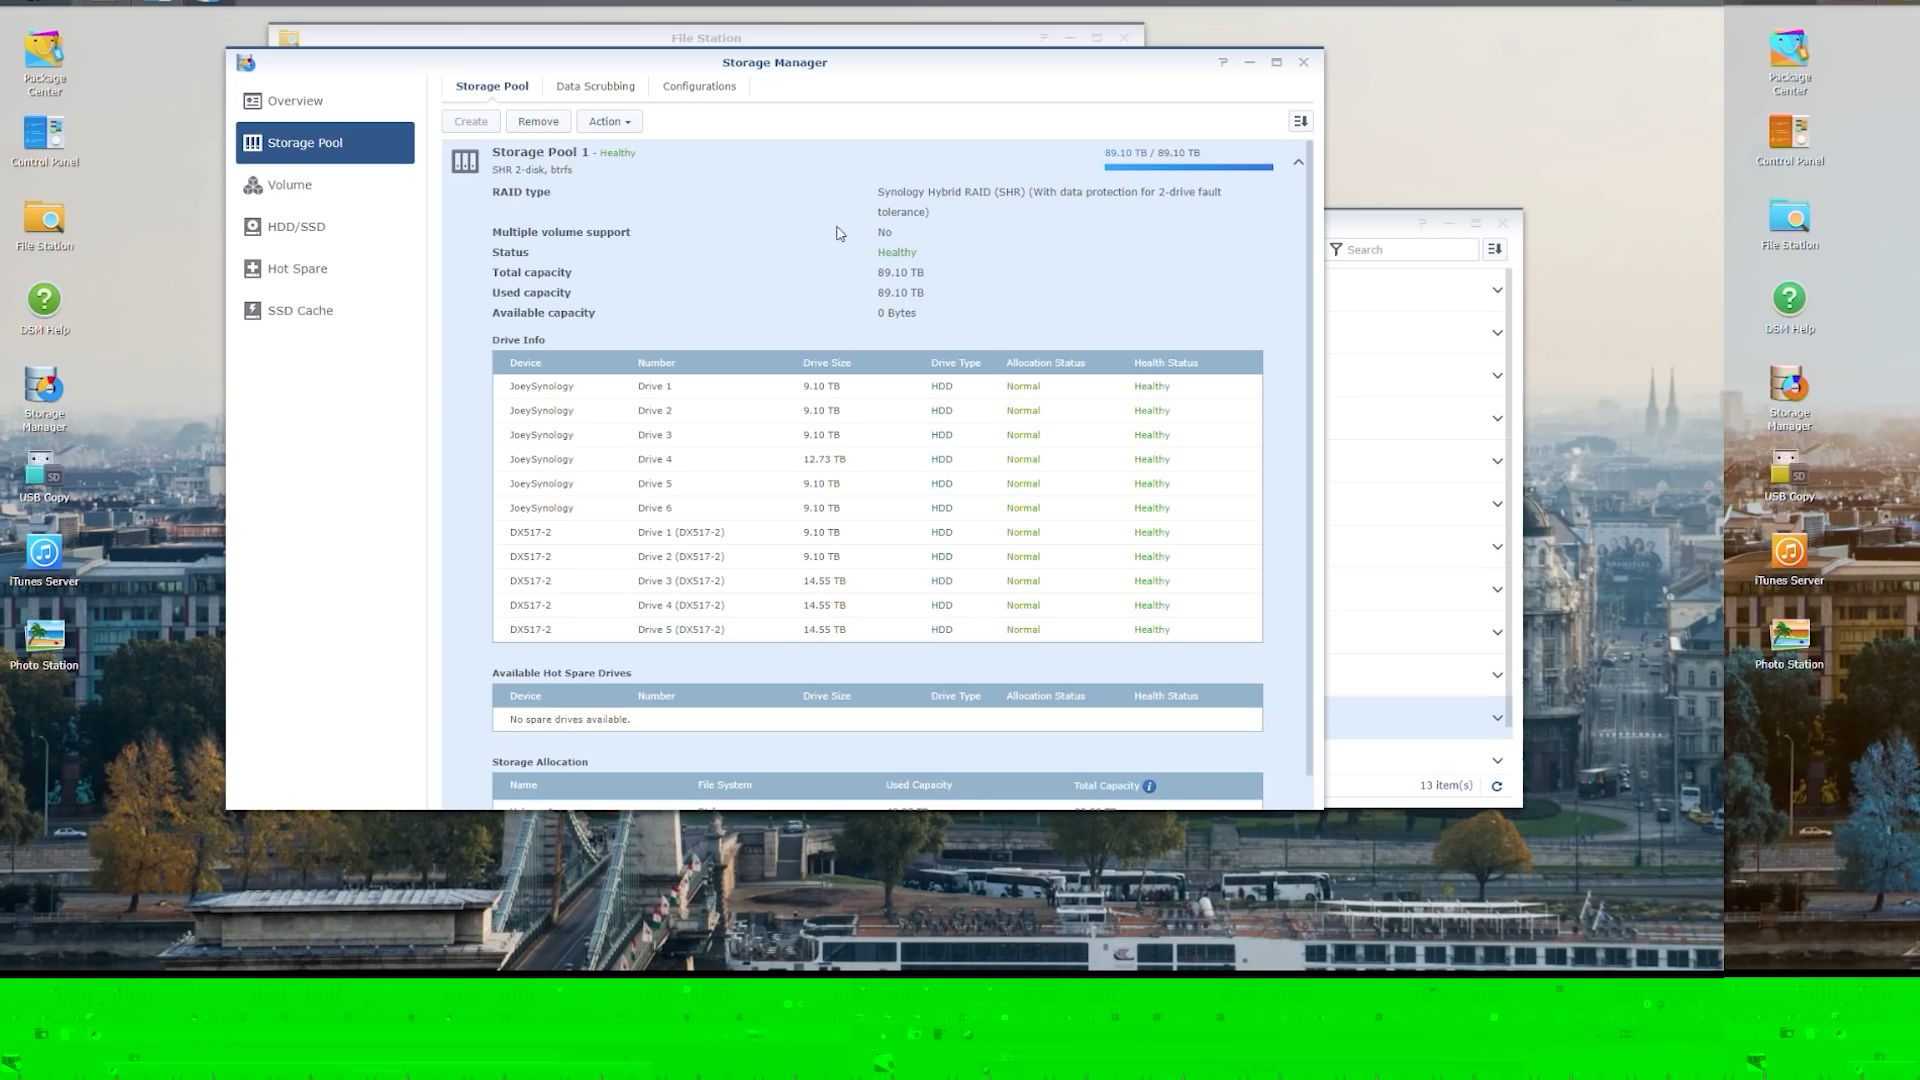 File Station
Storage Manager
Package
Center
Control Panel
File Station
DSM Help
Storage
Manager
USB Copy
iTunes Server
Photo Station
Overview
Storage Pool
Volume
HDD/SSD
Hot Spare
SSD Cache
Storage Pool Data Scrubbing Configurations
Create Remove Action
Storage Pool 1 - Healthy 89.10 TB / 89.10 TB
SHR 2-disk, btrfs
RAID type Synology Hybrid RAID (SHR) (With data protection for 2-drive fault
tolerance)
Multiple volume support No
Status Healthy
Total capacity 89.10 TB
Used capacity 89.10 TB
Available capacity 0 Bytes
Drive Info
Device Number Drive Size Drive Type Allocation Status Health Status
JoeySynology Drive 1 9.10 TB HDD Normal Healthy
JoeySynology Drive 2 9.10 TB HDD Normal Healthy
JoeySynology Drive 3 9.10 TB HDD Normal Healthy
JoeySynology Drive 4 12.73 TB HDD Normal Healthy
JoeySynology Drive 5 9.10 TB HDD Normal Healthy
JoeySynology Drive 6 9.10 TB HDD Normal Healthy
DX517-2 Drive 1 (DX517-2) 9.10 TB HDD Normal Healthy
DX517-2 Drive 2 (DX517-2) 9.10 TB HDD Normal Healthy
DX517-2 Drive 3 (DX517-2) 14.55 TB HDD Normal Healthy
DX517-2 Drive 4 (DX517-2) 14.55 TB HDD Normal Healthy
DX517-2 Drive 5 (DX517-2) 14.55 TB HDD Normal Healthy
Available Hot Spare Drives
Device Number Drive Size Drive Type Allocation Status Health Status
No spare drives available.
Storage Allocation
Name File System Used Capacity Total Capacity
Search
13 item(s)
Package
Center
Control Panel
File Station
DSM Help
Storage
Manager
USB Copy
iTunes Server
Photo Station
SD
SD